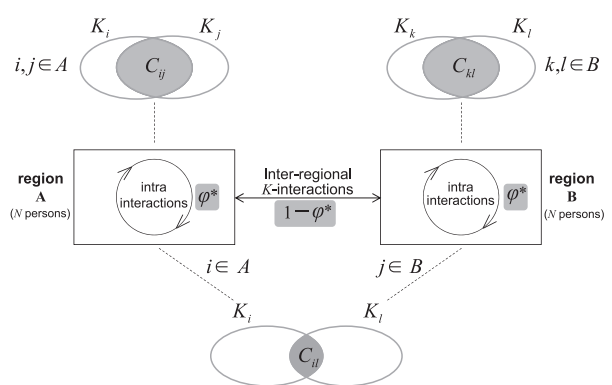 K_i K_j
K_k K_l
i, j ∈ A
C_ij
C_kl
k, l ∈ B
region
A
(N persons)
intra
interactions
φ*
Inter-regional
K-interactions
1−φ*
intra
interactions
φ*
region
B
(N persons)
i ∈ A
j ∈ B
K_i
K_l
C_il